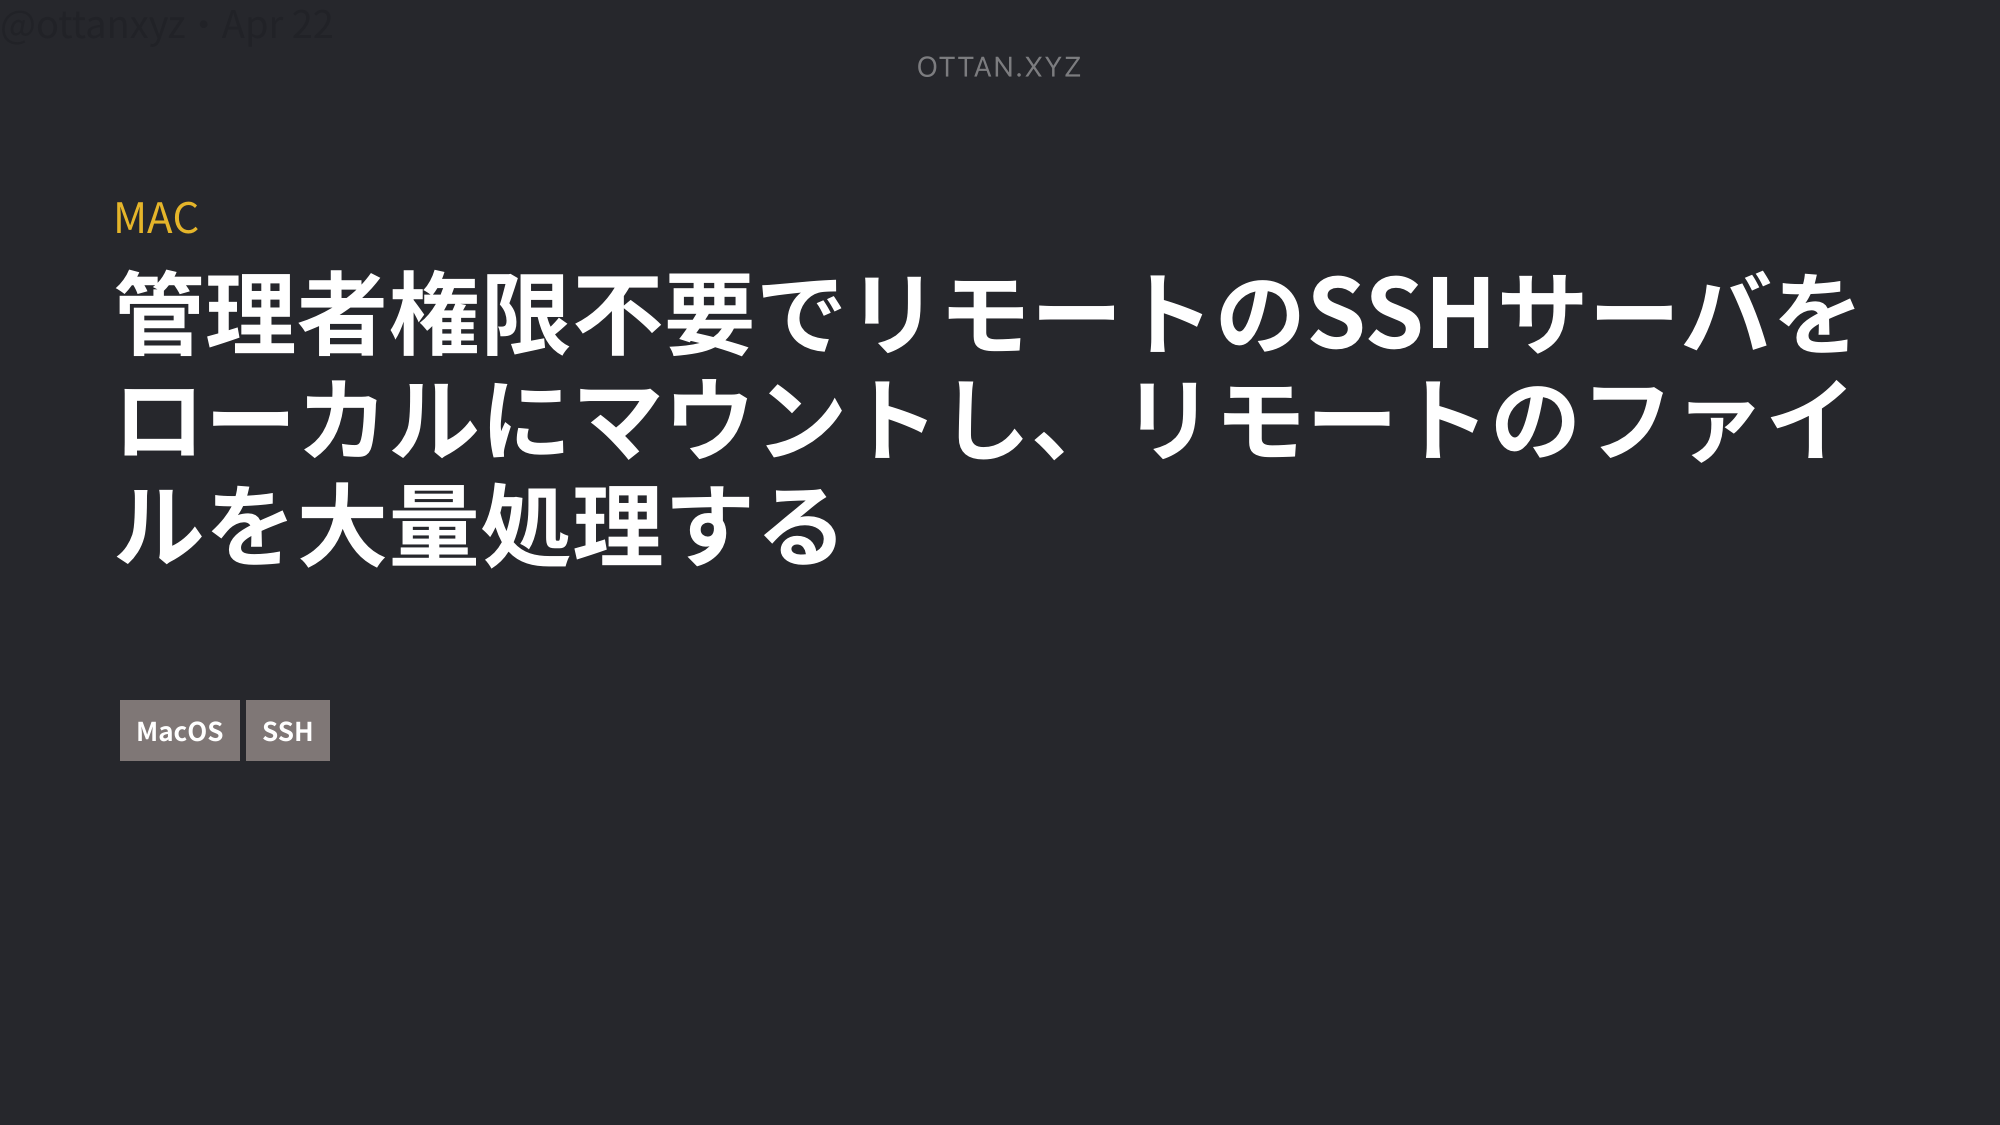 @ottanxyz・Apr 22
OTTAN.XYZ
MAC
管理者権限不要でリモートのSSHサーバを
ローカルにマウントし、リモートのファイ
ルを大量処理する
MacOS SSH